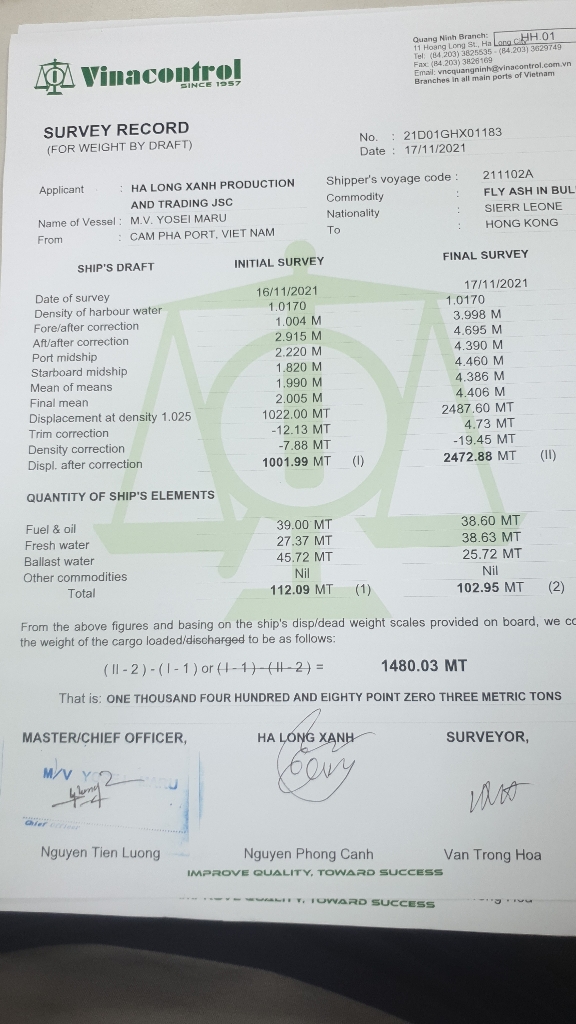 Quang Ninh Branch:
HH.01
11 Hoang Long St., Ha Long City
Tel: (84.203) 3825535 - (84.203) 3629749
Fax: (84.203) 3826169
Email: vncquangninh@vinacontrol.com.vn
Branches in all main ports of Vietnam
Vinacontrol
SINCE 1957
SURVEY RECORD
(FOR WEIGHT BY DRAFT)
No. : 21D01GHX01183
Date : 17/11/2021
Applicant : HA LONG XANH PRODUCTION AND TRADING JSC
Shipper's voyage code : 211102A
Commodity : FLY ASH IN BUL
Name of Vessel : M.V. YOSEI MARU
Nationality : SIERR LEONE
From : CAM PHA PORT, VIET NAM
To : HONG KONG
SHIP'S DRAFT INITIAL SURVEY FINAL SURVEY
Date of survey 16/11/2021 17/11/2021
Density of harbour water 1.0170 1.0170
Fore/after correction 1.004 M 3.998 M
Aft/after correction 2.915 M 4.695 M
Port midship 2.220 M 4.390 M
Starboard midship 1.820 M 4.460 M
Mean of means 1.990 M 4.386 M
Final mean 2.005 M 4.406 M
Displacement at density 1.025 1022.00 MT 2487.60 MT
Trim correction -12.13 MT 4.73 MT
Density correction -7.88 MT -19.45 MT
Displ. after correction 1001.99 MT (I) 2472.88 MT (II)
QUANTITY OF SHIP'S ELEMENTS
Fuel & oil 39.00 MT 38.60 MT
Fresh water 27.37 MT 38.63 MT
Ballast water 45.72 MT 25.72 MT
Other commodities Nil Nil
Total 112.09 MT (1) 102.95 MT (2)
From the above figures and basing on the ship's disp/dead weight scales provided on board, we co
the weight of the cargo loaded/discharged to be as follows:
( II - 2 ) - ( I - 1 ) or ( I - 1 ) - ( II - 2 ) = 1480.03 MT
That is: ONE THOUSAND FOUR HUNDRED AND EIGHTY POINT ZERO THREE METRIC TONS
MASTER/CHIEF OFFICER, HA LONG XANH SURVEYOR,
M/V YOSEI MARU
Chief Officer
Nguyen Tien Luong Nguyen Phong Canh Van Trong Hoa
IMPROVE QUALITY, TOWARD SUCCESS
QUALITY, TOWARD SUCCESS